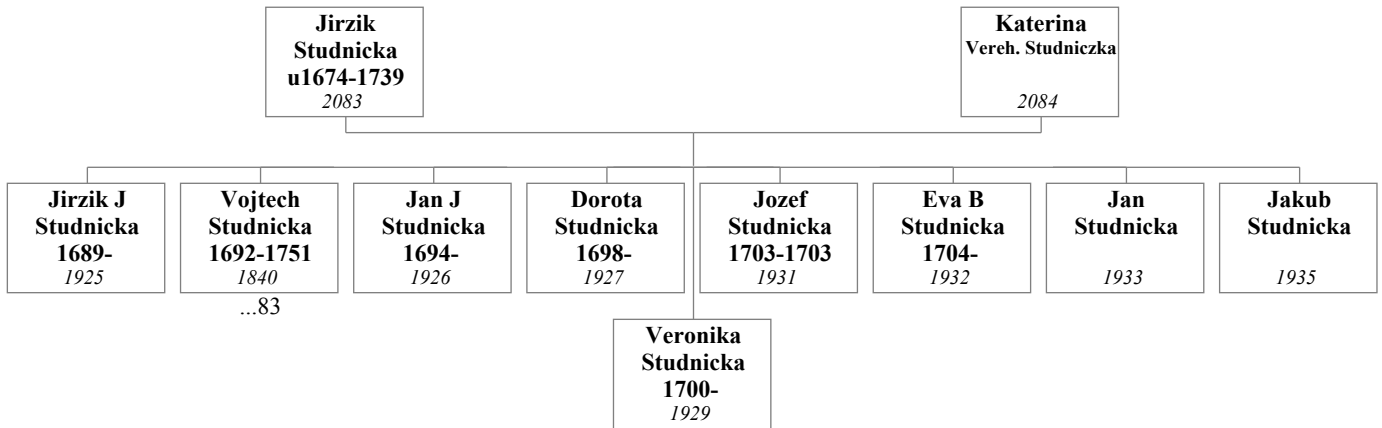 Jirzik
Studnicka
u1674-1739
2083
Katerina
Vereh. Studniczka
2084
Jirzik J
Studnicka
1689-
1925
Vojtech
Studnicka
1692-1751
1840
...83
Jan J
Studnicka
1694-
1926
Dorota
Studnicka
1698-
1927
Jozef
Studnicka
1703-1703
1931
Eva B
Studnicka
1704-
1932
Jan
Studnicka
1933
Jakub
Studnicka
1935
Veronika
Studnicka
1700-
1929